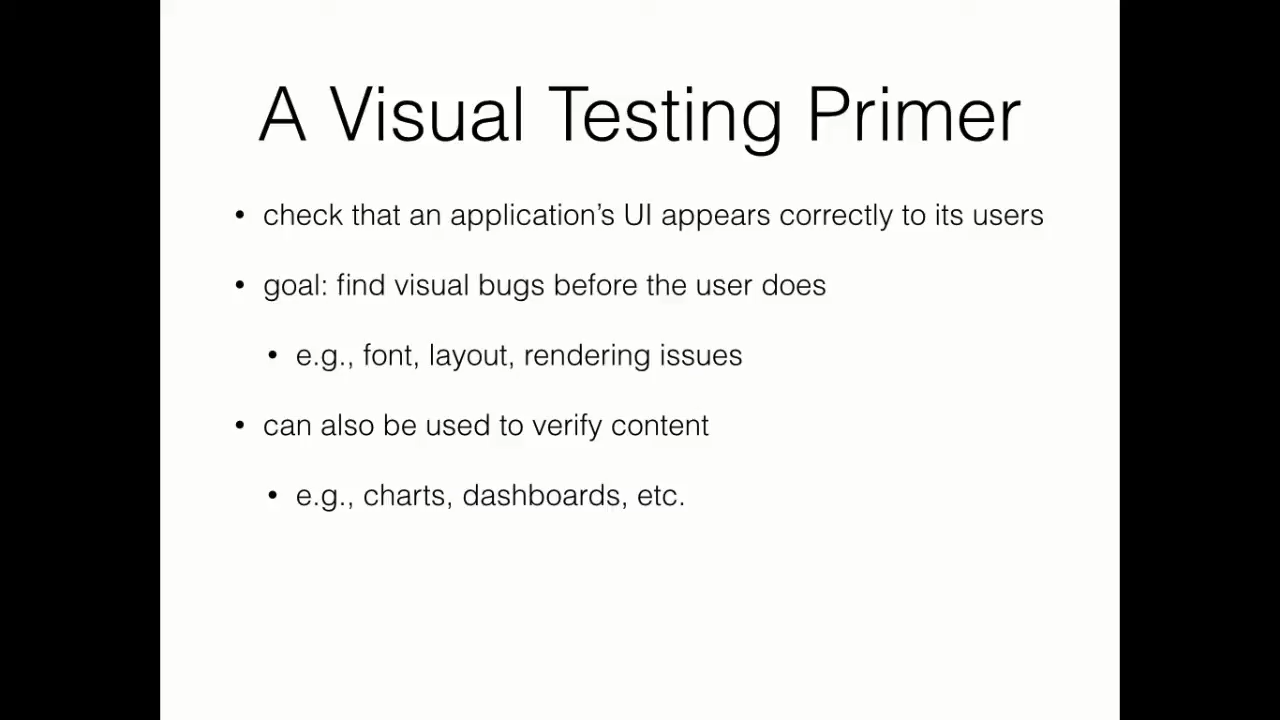 A Visual Testing Primer
• check that an application’s UI appears correctly to its users
• goal: find visual bugs before the user does
• e.g., font, layout, rendering issues
• can also be used to verify content
• e.g., charts, dashboards, etc.